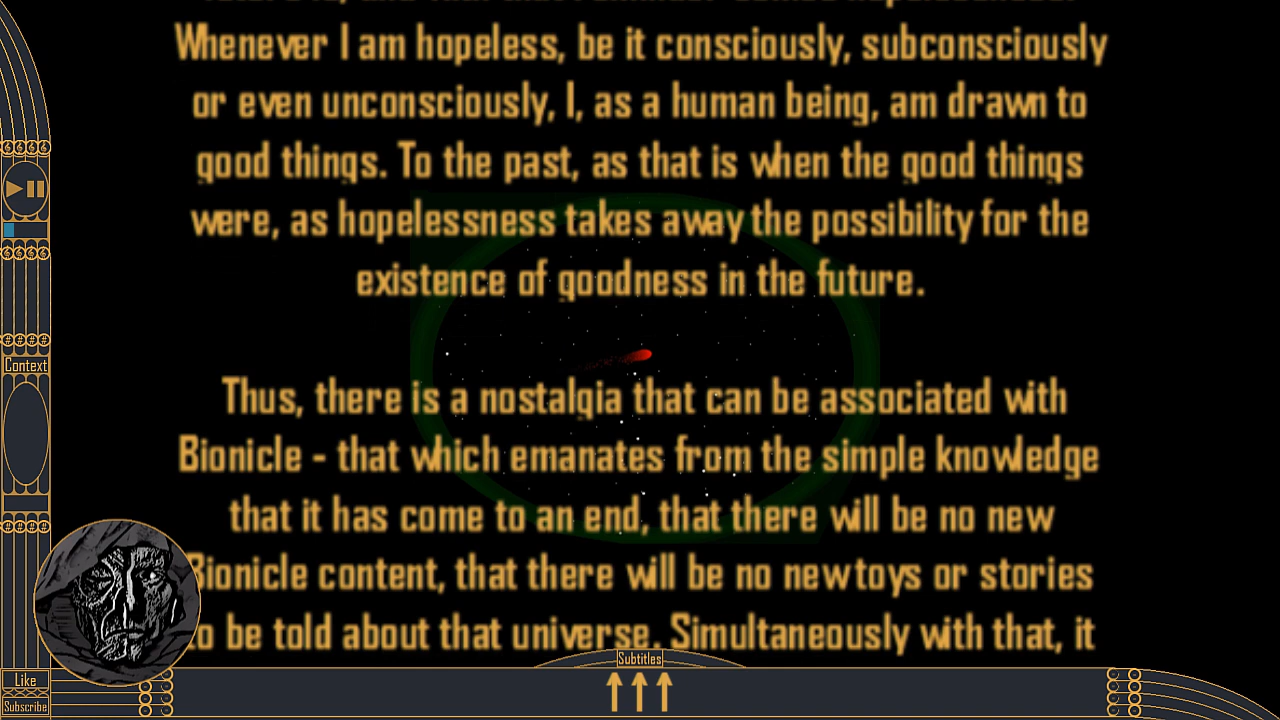 Whenever I am hopeless, be it consciously, subconsciously
or even unconsciously, I, as a human being, am drawn to
good things. To the past, as that is when the good things
were, as hopelessness takes away the possibility for the
existence of goodness in the future.
Thus, there is a nostalgia that can be associated with
Bionicle - that which emanates from the simple knowledge
that it has come to an end, that there will be no new
Bionicle content, that there will be no new toys or stories
to be told about that universe. Simultaneously with that, it
Context
Subtitles
Like
Subscribe